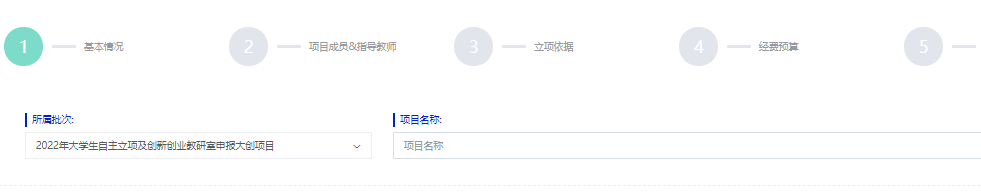 1 基本情况 2 项目成员&指导教师 3 立项依据 4 经费预算 5
所属批次: 项目名称:
2022年大学生自主立项及创新创业教研室申报大创项目 项目名称